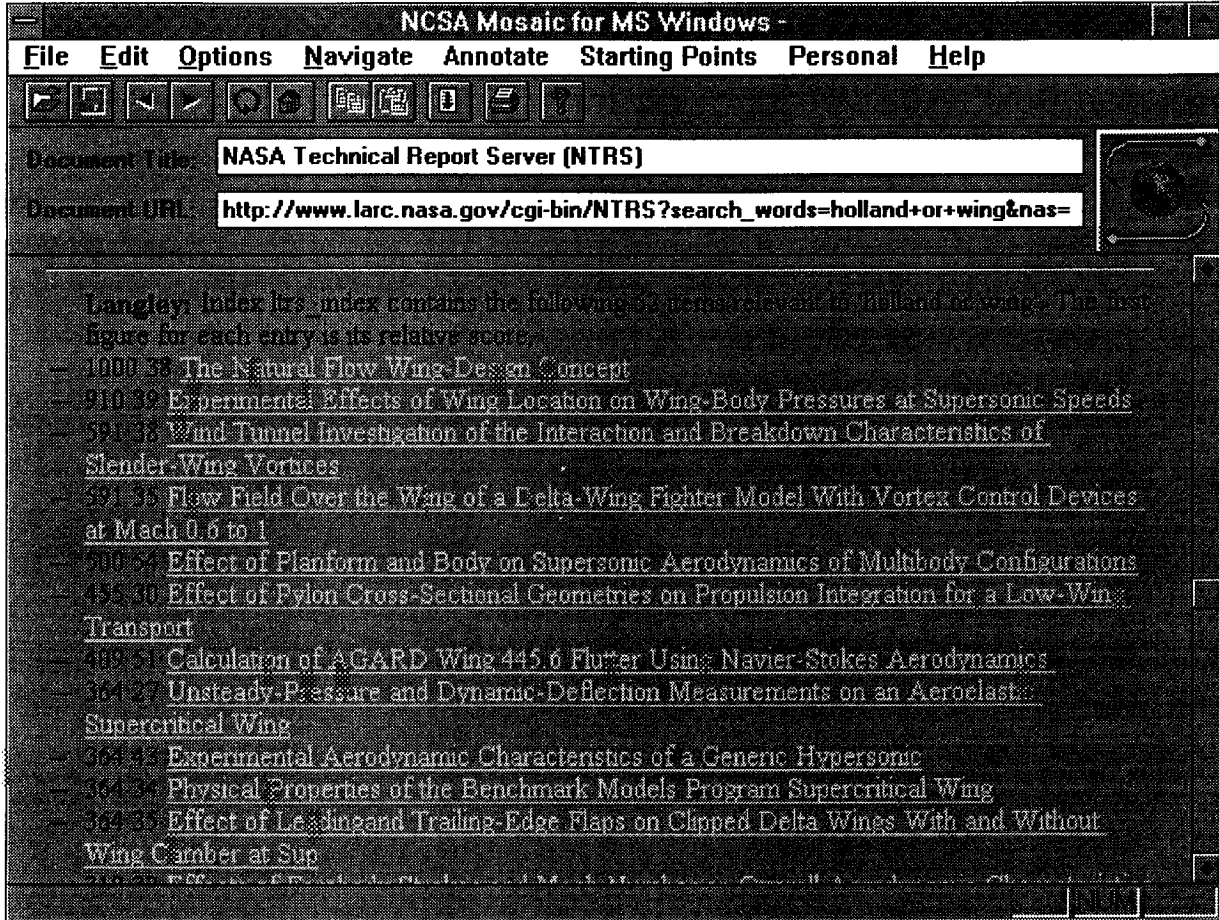 NCSA Mosaic for MS Windows -
File Edit Options Navigate Annotate Starting Points Personal Help
Document Title: NASA Technical Report Server (NTRS)
Document URL: http://www.larc.nasa.gov/cgi-bin/NTRS?search_words=holland+or+wing&nas=
Langley: Index ltrs_index contains the following items relevant to 'holland or wing'. The first
figure for each entry is its relative score.
1000 38 The Natural Flow Wing-Design Concept
910 39 Experimental Effects of Wing Location on Wing-Body Pressures at Supersonic Speeds
591 38 Wind Tunnel Investigation of the Interaction and Breakdown Characteristics of
Slender-Wing Vortices
591 35 Flow Field Over the Wing of a Delta-Wing Fighter Model With Vortex Control Devices
at Mach 0.6 to 1
500 54 Effect of Planform and Body on Supersonic Aerodynamics of Multibody Configurations
455 30 Effect of Pylon Cross-Sectional Geometries on Propulsion Integration for a Low-Wing
Transport
409 51 Calculation of AGARD Wing 445.6 Flutter Using Navier-Stokes Aerodynamics
364 27 Unsteady-Pressure and Dynamic-Deflection Measurements on an Aeroelastic
Supercritical Wing
364 43 Experimental Aerodynamic Characteristics of a Generic Hypersonic
364 34 Physical Properties of the Benchmark Models Program Supercritical Wing
364 35 Effect of Leadingand Trailing-Edge Flaps on Clipped Delta Wings With and Without
Wing Camber at Sup
NUM